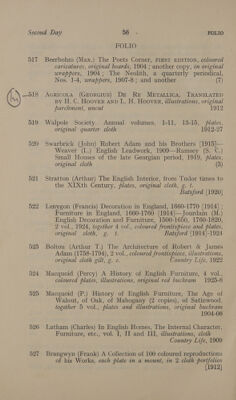 Second Day 56 FOLIO
FOLIO
517 Beerbohm (Max.) The Poets Corner, FIRST EDITION, coloured
caricatures, original boards, 1904; another copy, in original
wrappers, 1904; The Neolith, a quarterly periodical,
Nos. 1-4, wrappers, 1907-8; and another (7)
518 AGRICOLA (GEORGIUS) DE RE METALLICA, TRANSLATED
BY H. C. HOOVER AND L. H. HOOVER, illustrations, original
parchment, uncut 1912
519 Walpole Society. Annual volumes, 1-11, 13-15, plates,
original quarter cloth 1912-27
520 Swarbrick (John) Robert Adam and his Brothers [1915]—
Weaver (L.) English Leadwork, 1909—Ramsey (S. C.)
Small Houses of the late Georgian period, 1919, plates,
original cloth (3)
521 Stratton (Arthur) The English Interior, from Tudor times to
the XIXth Century, plates, original cloth, g. t.
Batsford [1920]
522 Lenygon (Francis) Decoration in England, 1660-1770 [1914];
Furniture in England, 1660-1760 [1914]—Jourdain (M.)
English Decoration and Furniture, 1500-1650, 1760-1820,
2 vol., 1924, together 4 vol., coloured frontispieces and plates,
original cloth, g. t. Batsford [1914]-1924
523 Bolton (Arthur T.) The Architecture of Robert & James
Adam (1758-1794), 2 vol., coloured frontispieces, illustrations,
original cloth gilt, g. e. Country Life, 1922
524 Macquoid (Percy) A History of English Furniture, 4 vol.,
coloured plates, illustrations, original red buckram 1925-8
525 Macquoid (P.) History of English Furniture, The Age of
Walnut, of Oak, of Mahogany (2 copies), of Satinwood,
together 5 vol., plates and illustrations, original buckram
1904-08
526 Latham (Charles) In English Homes, The Internal Character,
Furniture, etc., vol. I, II and III, illustrations, cloth
Country Life, 1909
527 Brangwyn (Frank) A Collection of 100 coloured reproductions
of his Works, each plate in a mount, in 2 cloth portfolios
[1912]